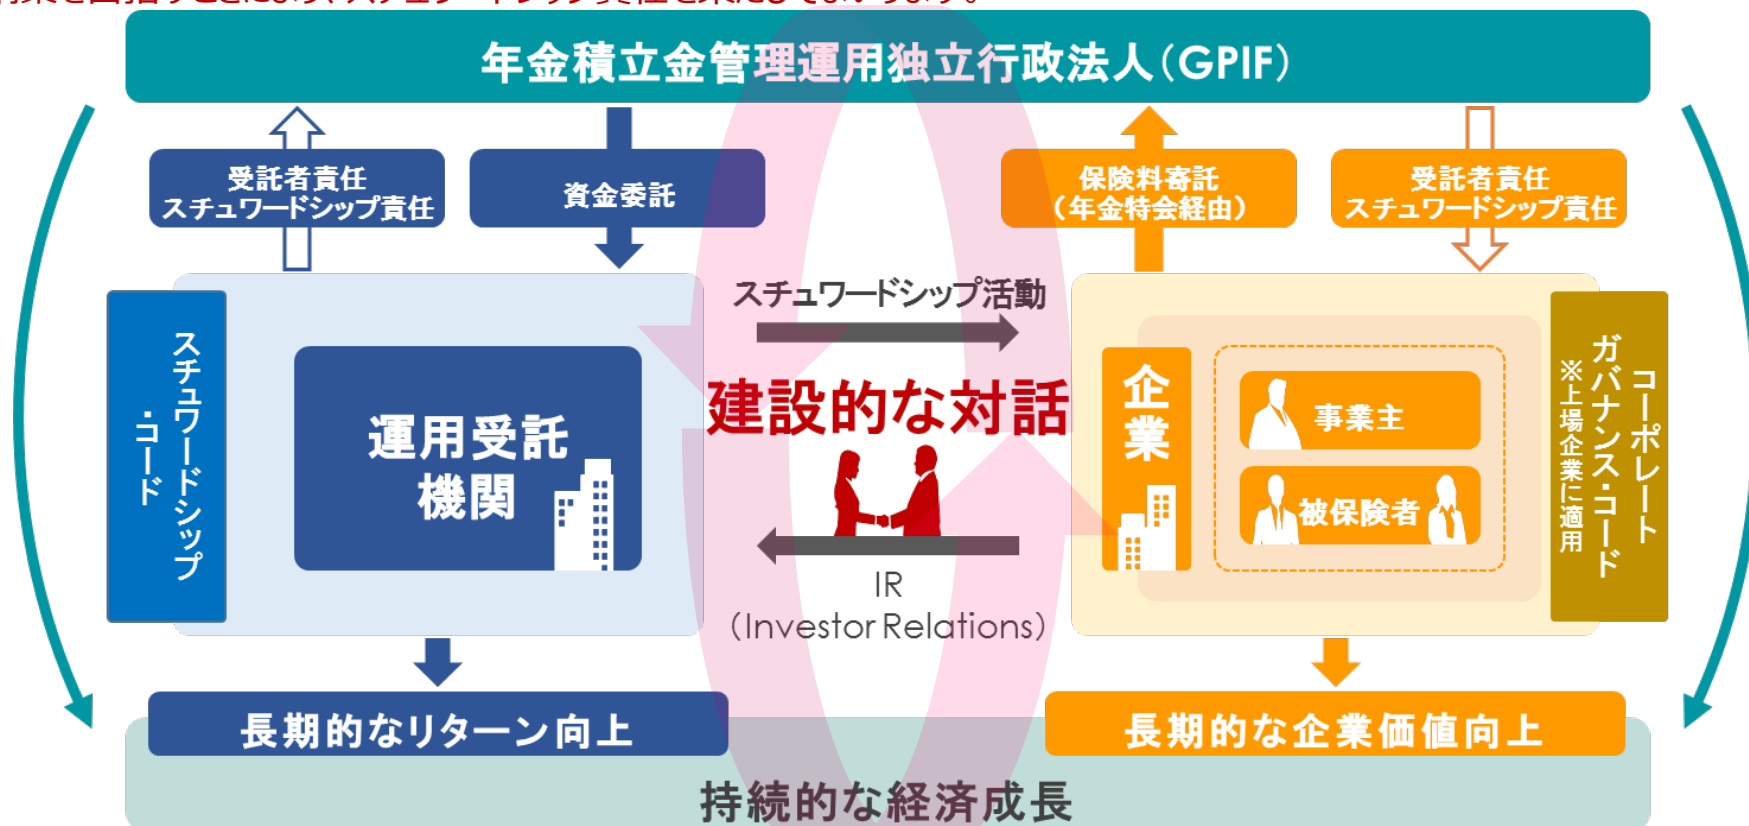 年金積立金管理運用独立行政法人（GPIF）
受託者責任
スチュワードシップ責任
資金委託
保険料寄託
（年金特会経由）
受託者責任
スチュワードシップ責任
スチュワードシップ
・コード
運用受託
機関
スチュワードシップ活動
建設的な対話
IR
（Investor Relations）
企業
事業主
被保険者
コーポレート
ガバナンス・コード
※上場企業に適用
長期的なリターン向上
長期的な企業価値向上
持続的な経済成長